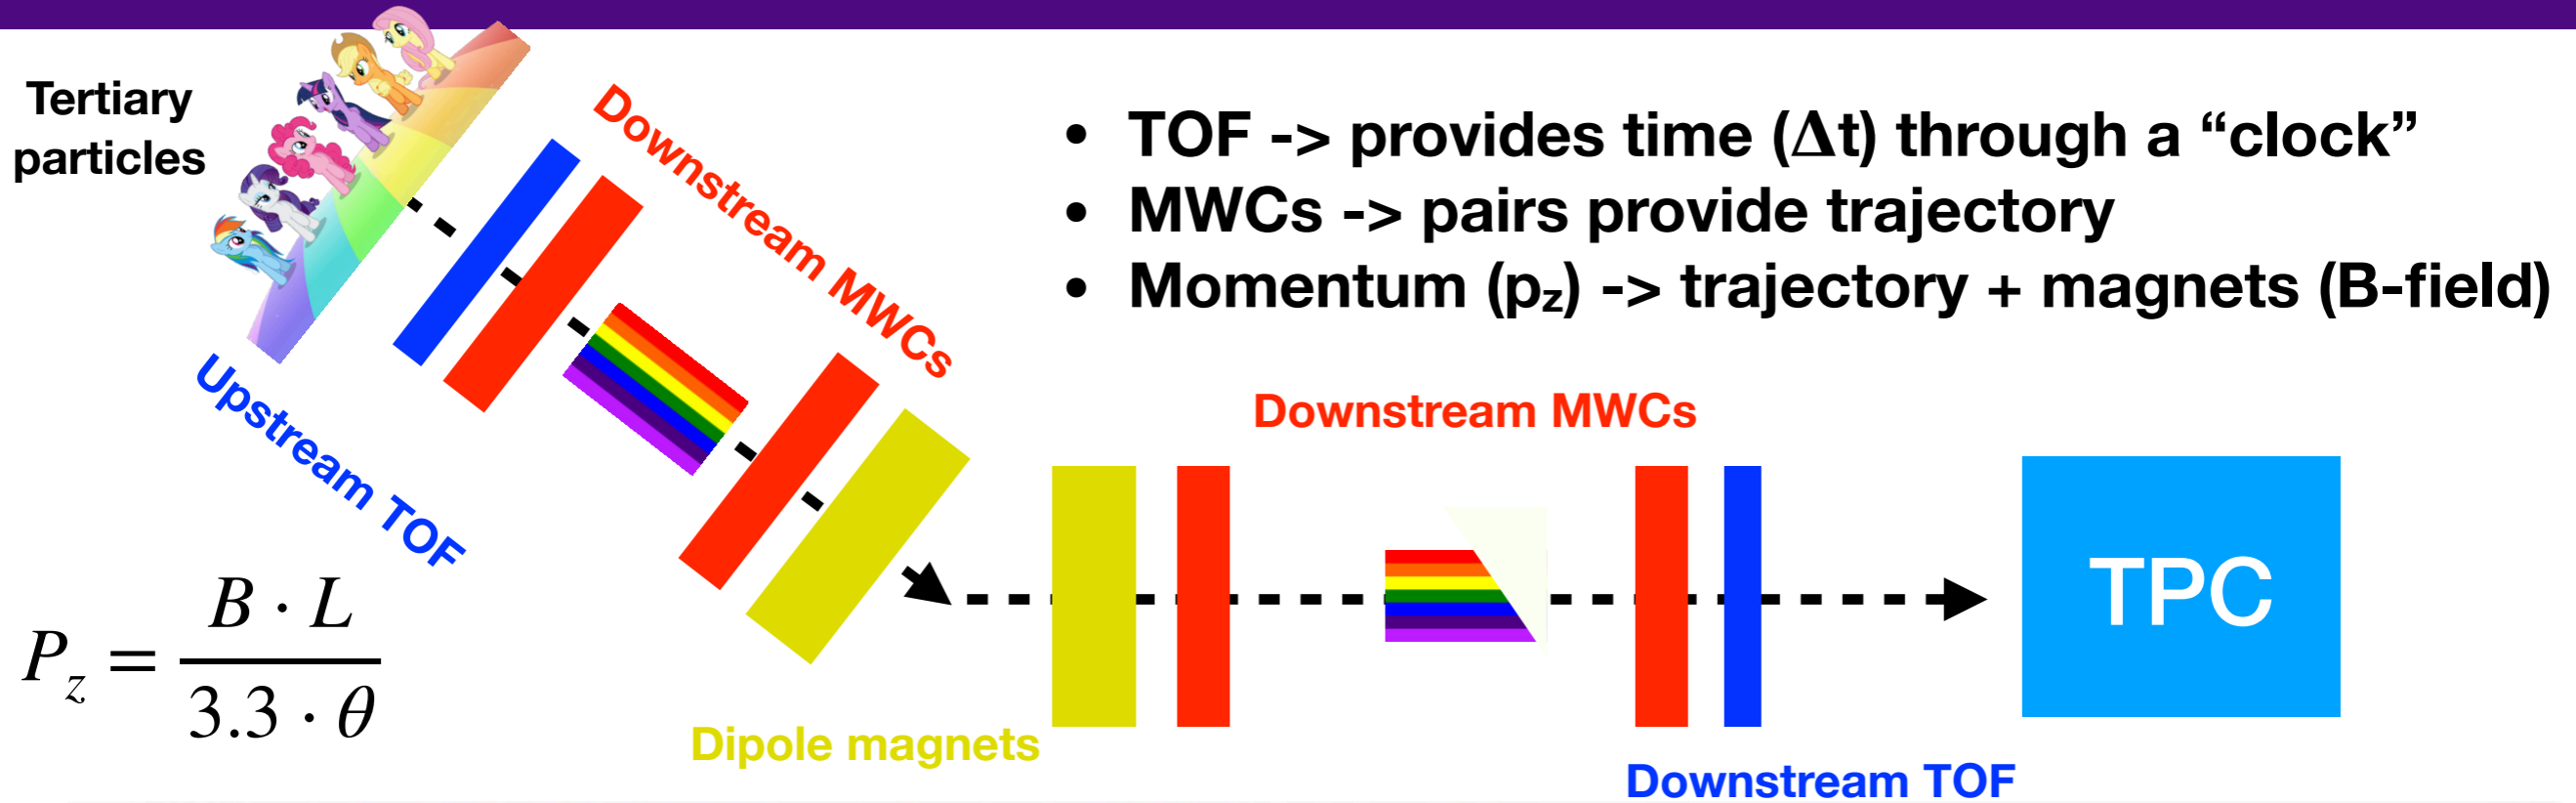 Tertiary
particles
Downstream MWCs
Upstream TOF
• TOF -> provides time (Δt) through a “clock”
• MWCs -> pairs provide trajectory
• Momentum (pz) -> trajectory + magnets (B-field)
Downstream MWCs
TPC
Pz = B · L / 3.3 · θ
Dipole magnets
Downstream TOF